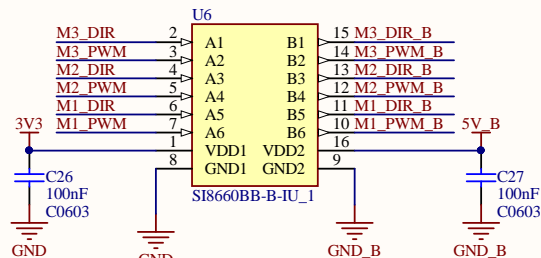 U6
M3_DIR 2 A1 B1 15 M3_DIR_B
M3_PWM 3 A2 B2 14 M3_PWM_B
M2_DIR 4 A3 B3 13 M2_DIR_B
M2_PWM 5 A4 B4 12 M2_PWM_B
M1_DIR 6 A5 B5 11 M1_DIR_B
3V3 M1_PWM 7 A6 B6 10 M1_PWM_B 5V_B
1 VDD1 VDD2 16
8 GND1 GND2 9
C26 C27
100nF SI8660BB-B-IU_1 100nF
C0603 C0603
GND GND GND_B GND_B